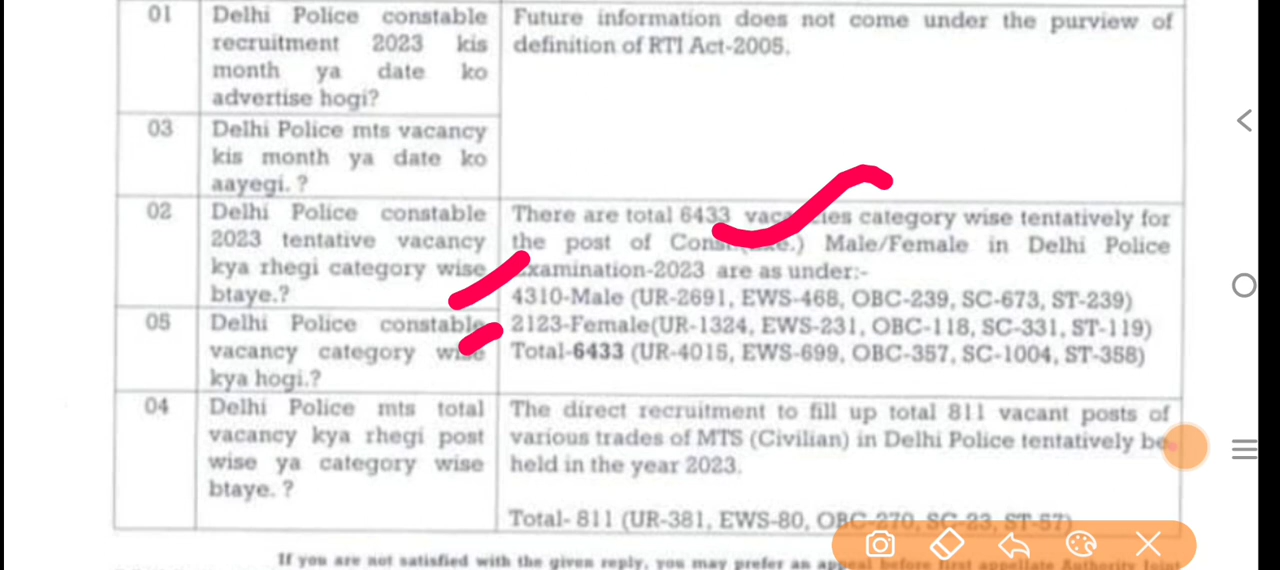 01
Delhi Police constable
recruitment 2023 kis
month ya date ko
advertise hogi?
Future information does not come under the purview of
definition of RTI Act-2005.
03
Delhi Police mts vacancy
kis month ya date ko
aayegi. ?
02
Delhi Police constable
2023 tentative vacancy
kya rhegi category wise
btaye.?
There are total 6433 vacancies category wise tentatively for
the post of Const.(Exe.) Male/Female in Delhi Police
Examination-2023 are as under:-
4310-Male (UR-2691, EWS-468, OBC-239, SC-673, ST-239)
2123-Female(UR-1324, EWS-231, OBC-118, SC-331, ST-119)
Total-6433 (UR-4015, EWS-699, OBC-357, SC-1004, ST-358)
05
Delhi Police constable
vacancy category wise
kya hogi.?
04
Delhi Police mts total
vacancy kya rhegi post
wise ya category wise
btaye. ?
The direct recruitment to fill up total 811 vacant posts of
various trades of MTS (Civilian) in Delhi Police tentatively be
held in the year 2023.
Total- 811 (UR-381, EWS-80, OBC-270, SC-23, ST-57)
If you are not satisfied with the given reply, you may prefer an appeal before first appellate Authority Joint